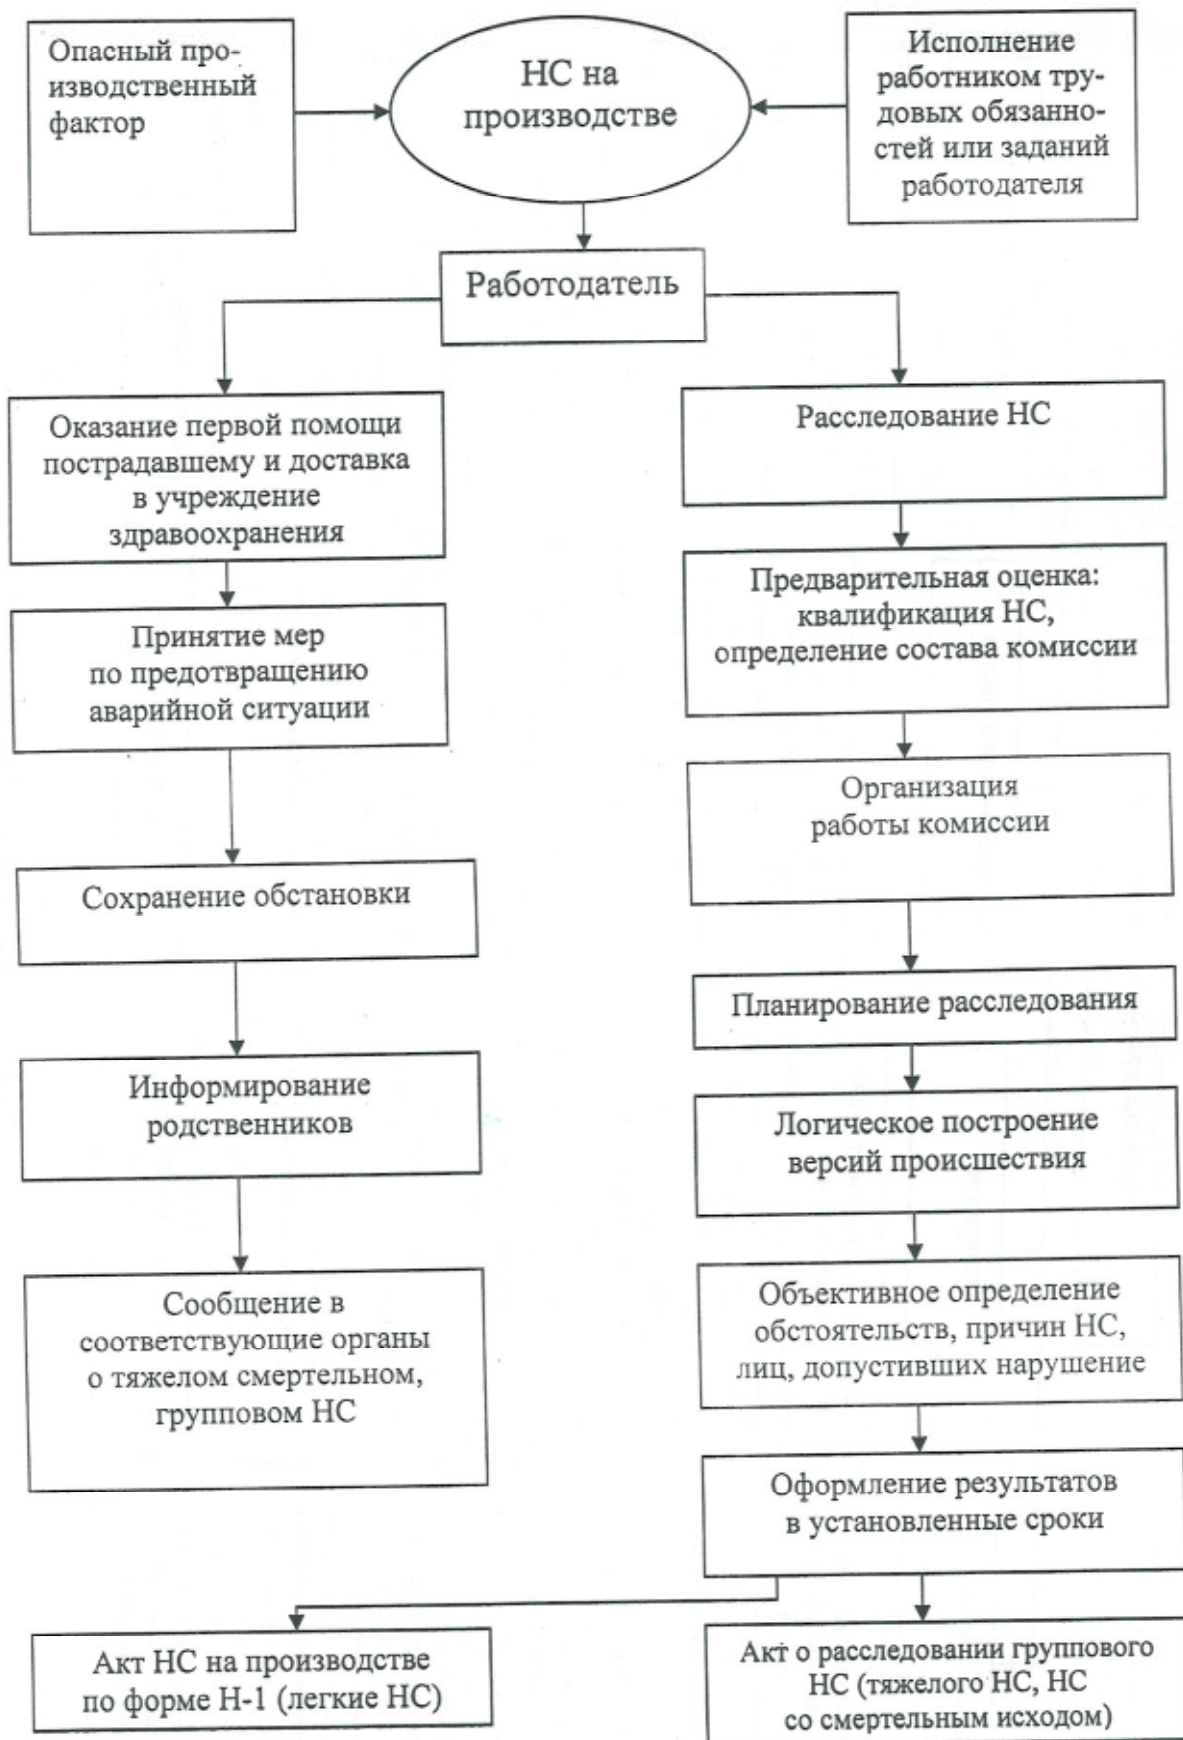 Опасный про-
изводственный
фактор
НС на
производстве
Исполнение
работником тру-
довых обязанно-
стей или заданий
работодателя
Работодатель
Оказание первой помощи
пострадавшему и доставка
в учреждение
здравоохранения
Принятие мер
по предотвращению
аварийной ситуации
Сохранение обстановки
Информирование
родственников
Сообщение в
соответствующие органы
о тяжелом смертельном,
групповом НС
Расследование НС
Предварительная оценка:
квалификация НС,
определение состава комиссии
Организация
работы комиссии
Планирование расследования
Логическое построение
версий происшествия
Объективное определение
обстоятельств, причин НС,
лиц, допустивших нарушение
Оформление результатов
в установленные сроки
Акт НС на производстве
по форме Н-1 (легкие НС)
Акт о расследовании группового
НС (тяжелого НС, НС
со смертельным исходом)